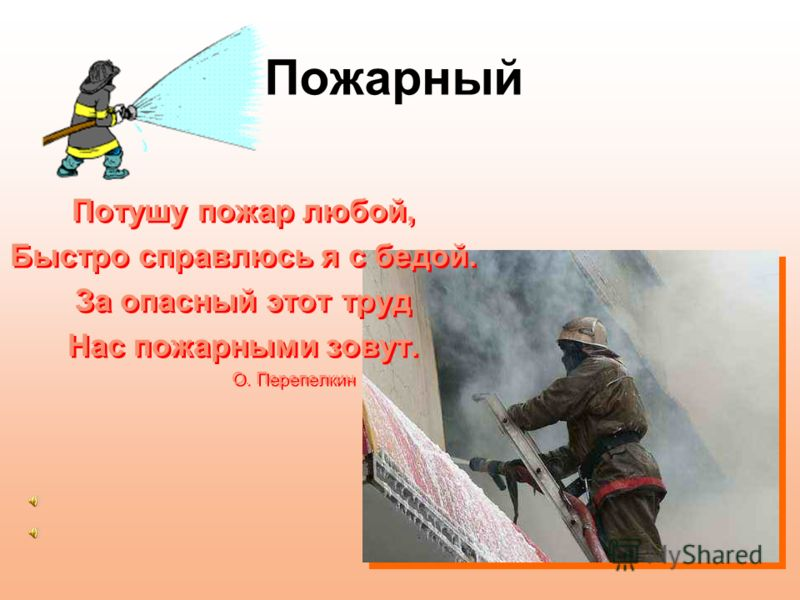 Пожарный
Потушу пожар любой,
Быстро справлюсь я с бедой.
За опасный этот труд
Нас пожарными зовут.
О. Перепелкин
MyShared